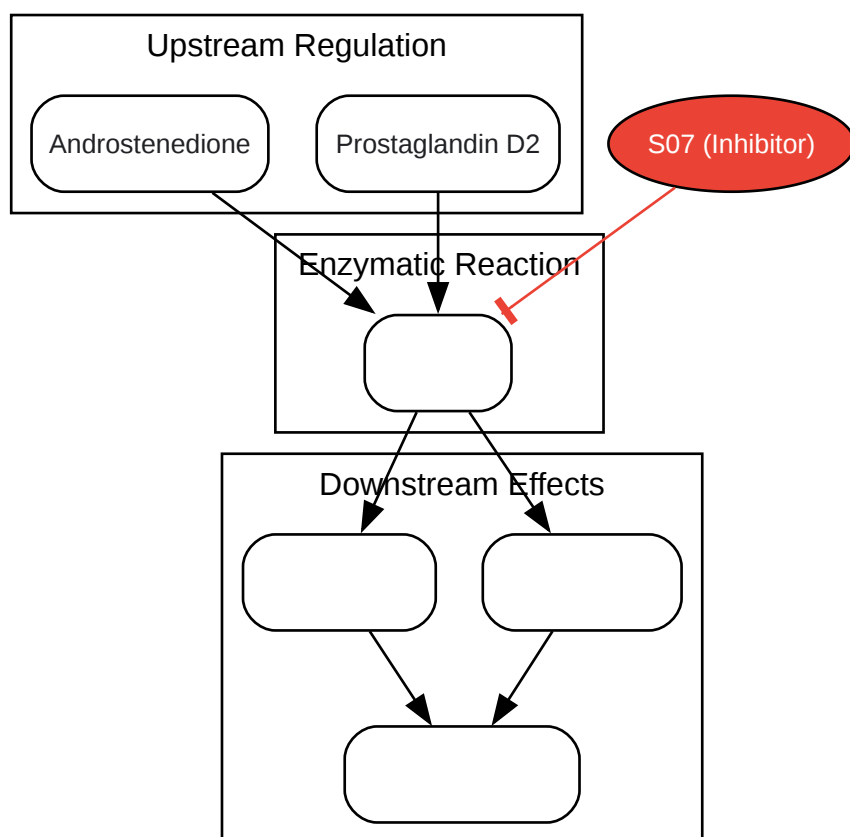 Upstream Regulation
Androstenedione
Prostaglandin D2
S07 (Inhibitor)
Enzymatic Reaction
Downstream Effects